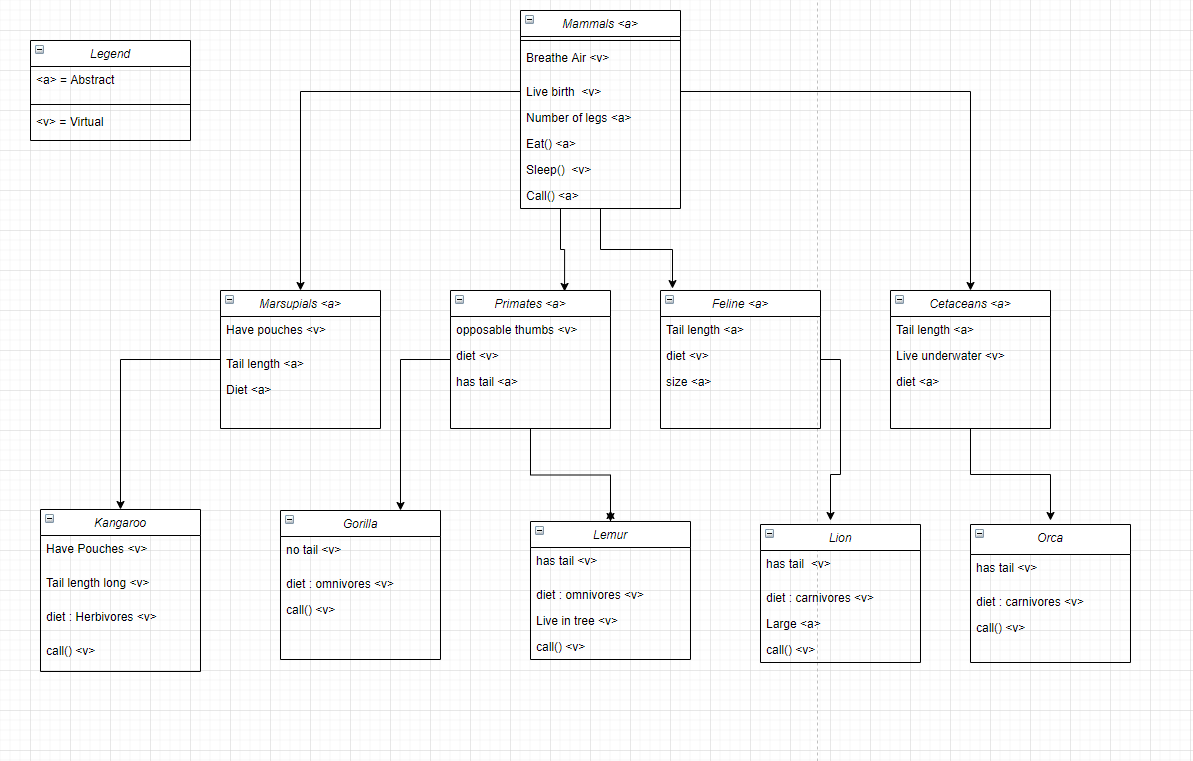 Legend
<a> = Abstract
<v> = Virtual
Mammals <a>
Breathe Air <v>
Live birth <v>
Number of legs <a>
Eat() <a>
Sleep() <v>
Call() <a>
Marsupials <a>
Have pouches <v>
Tail length <a>
Diet <a>
Primates <a>
opposable thumbs <v>
diet <v>
has tail <a>
Feline <a>
Tail length <a>
diet <v>
size <a>
Cetaceans <a>
Tail length <a>
Live underwater <v>
diet <a>
Kangaroo
Have Pouches <v>
Tail length long <v>
diet : Herbivores <v>
call() <v>
Gorilla
no tail <v>
diet : omnivores <v>
call() <v>
Lemur
has tail <v>
diet : omnivores <v>
Live in tree <v>
call() <v>
Lion
has tail <v>
diet : carnivores <v>
Large <a>
call() <v>
Orca
has tail <v>
diet : carnivores <v>
call() <v>